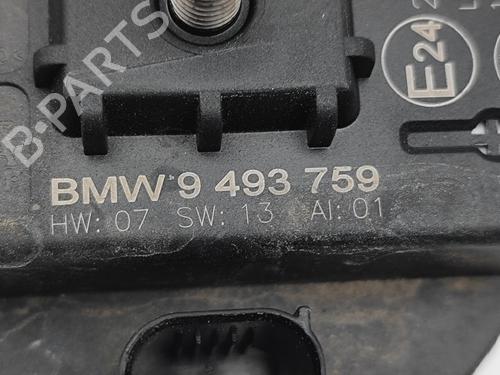 B-PARTS
E24
BMW 9 493 759
HW: 07 SW: 13 AI: 01